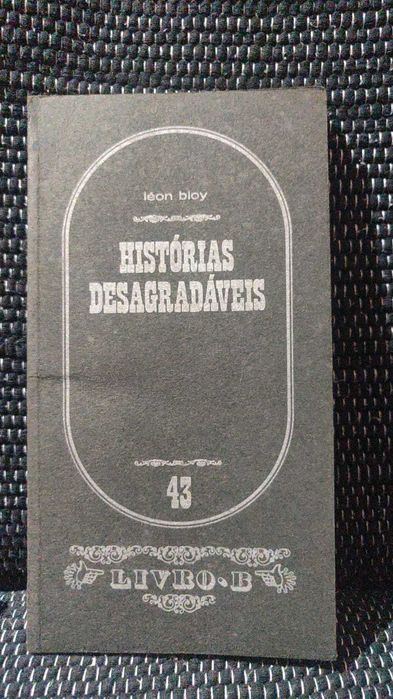 léon bloy
HISTÓRIAS
DESAGRADÁVEIS
43
LIVRO·B